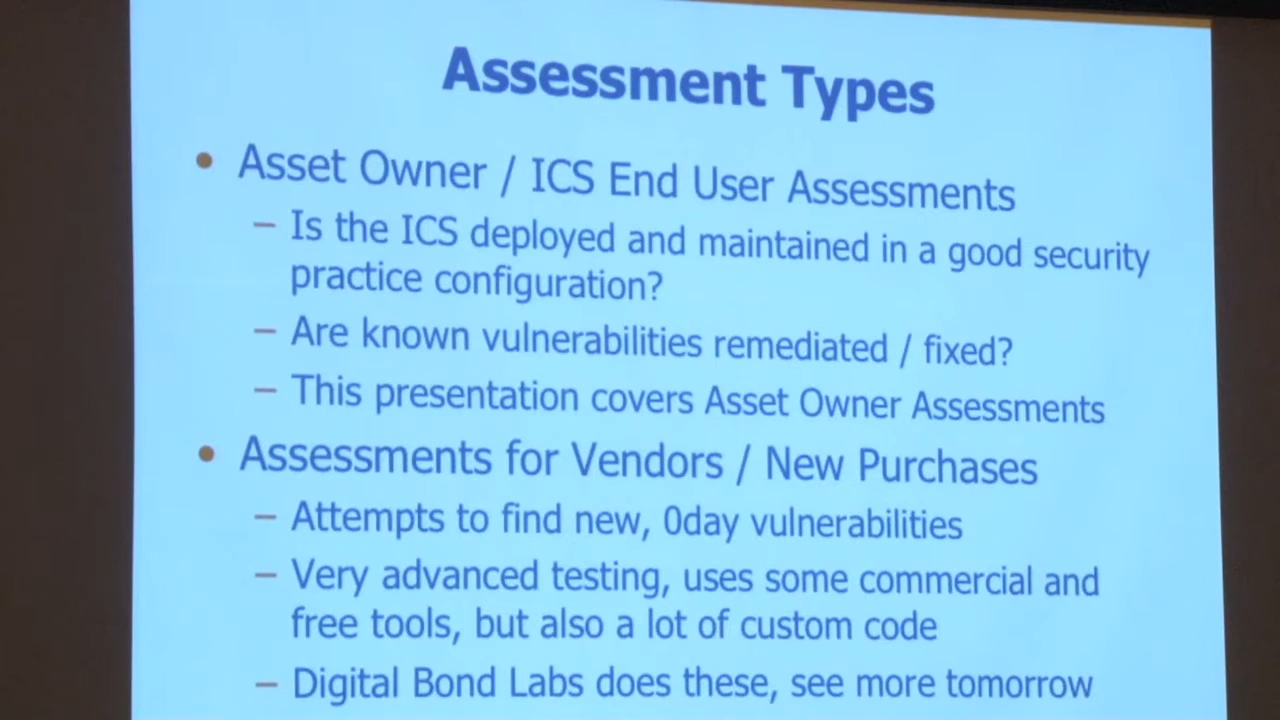 Assessment Types
• Asset Owner / ICS End User Assessments
– Is the ICS deployed and maintained in a good security
practice configuration?
– Are known vulnerabilities remediated / fixed?
– This presentation covers Asset Owner Assessments
• Assessments for Vendors / New Purchases
– Attempts to find new, 0day vulnerabilities
– Very advanced testing, uses some commercial and
free tools, but also a lot of custom code
– Digital Bond Labs does these, see more tomorrow